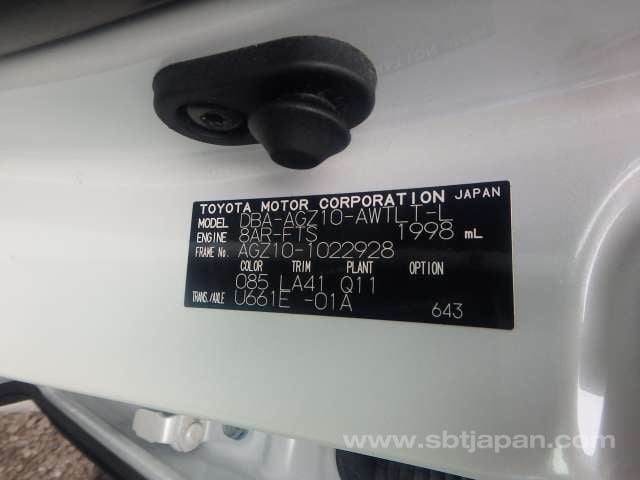 TOYOTA MOTOR CORPORATION JAPAN
MODEL DBA-AGZ10-AWTLT-L
ENGINE 8AR-FTS 1998 mL
FRAME No. AGZ10-1022928
COLOR TRIM PLANT OPTION
085 LA41 Q11
TRANS./AXLE U661E -01A 643
www.sbtjapan.com